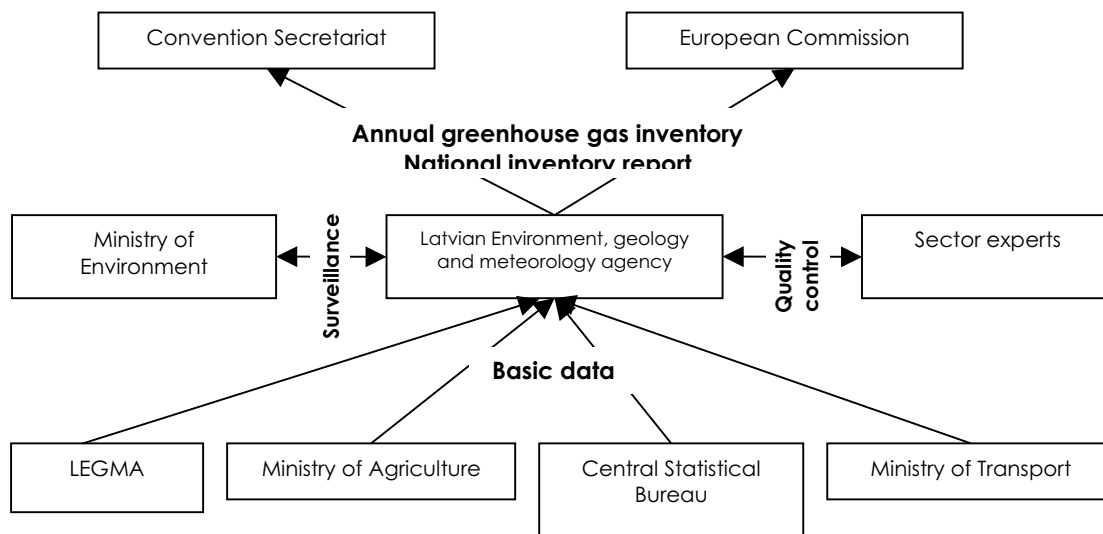 Convention Secretariat
European Commission
Annual greenhouse gas inventory
National inventory report
Ministry of
Environment
Surveillance
Latvian Environment, geology
and meteorology agency
Quality
control
Sector experts
Basic data
LEGMA
Ministry of Agriculture
Central Statistical
Bureau
Ministry of Transport